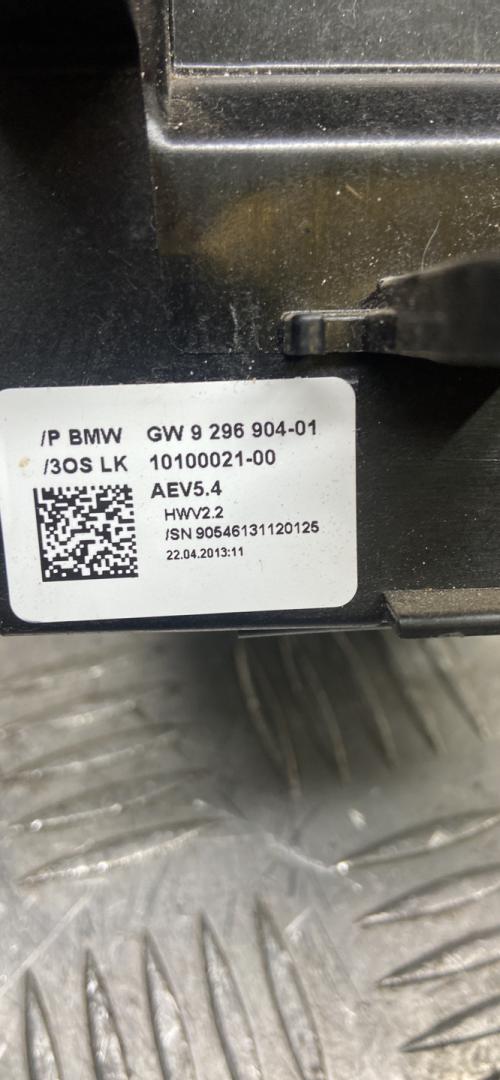 /P BMW GW 9 296 904-01
/3OS LK 10100021-00
AEV5.4
HWV2.2
/SN 90546131120125
22.04.2013:11